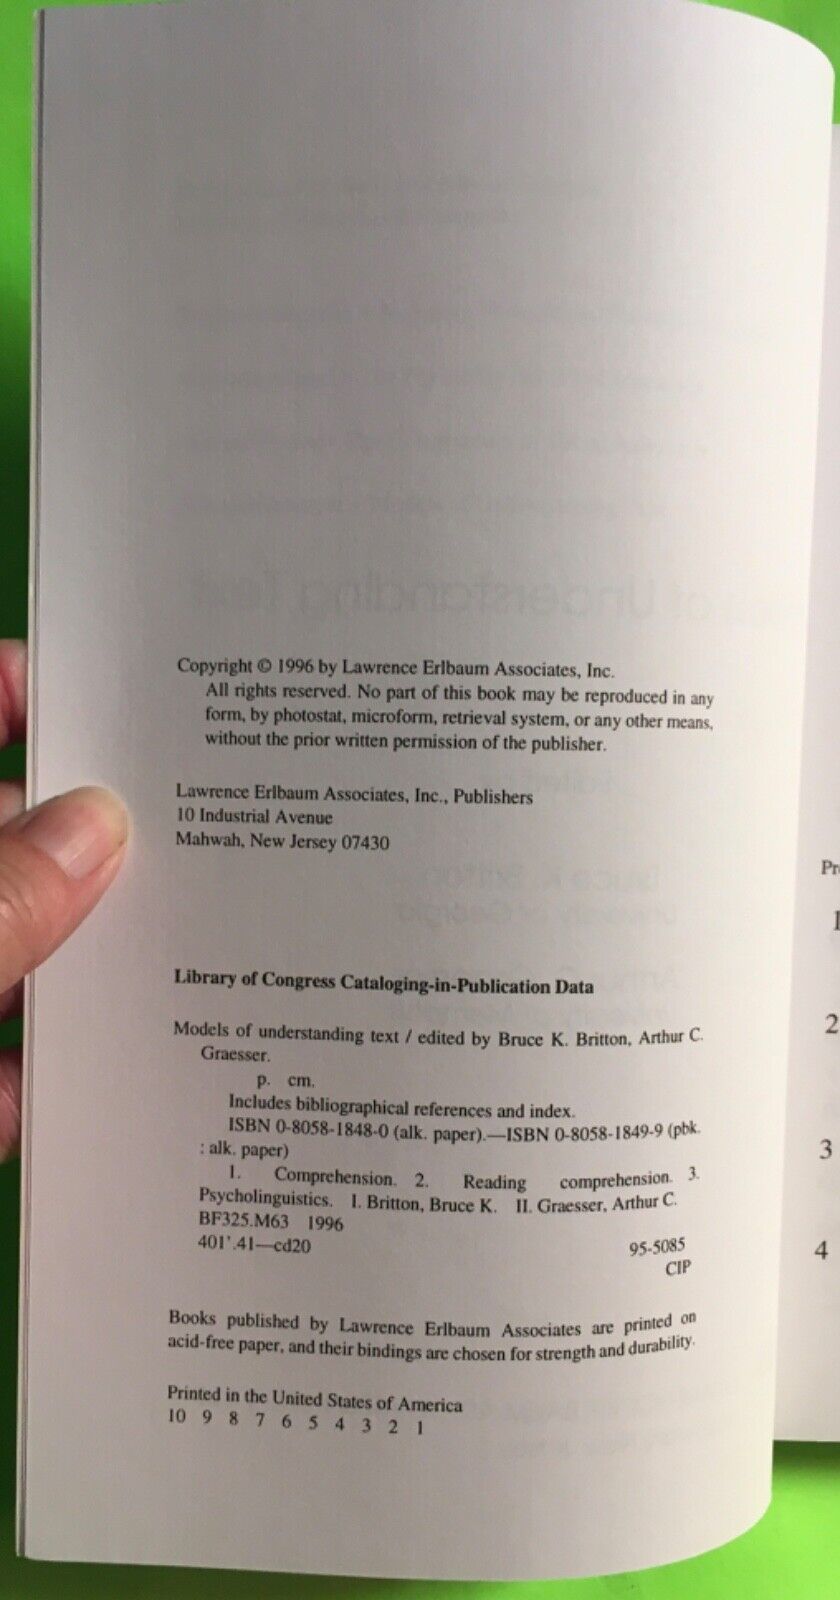 Copyright © 1996 by Lawrence Erlbaum Associates, Inc.
All rights reserved. No part of this book may be reproduced in any
form, by photostat, microform, retrieval system, or any other means,
without the prior written permission of the publisher.
Lawrence Erlbaum Associates, Inc., Publishers
10 Industrial Avenue
Mahwah, New Jersey 07430
Library of Congress Cataloging-in-Publication Data
Models of understanding text / edited by Bruce K. Britton, Arthur C.
Graesser.
p. cm.
Includes bibliographical references and index.
ISBN 0-8058-1848-0 (alk. paper).—ISBN 0-8058-1849-9 (pbk.
: alk. paper)
1. Comprehension. 2. Reading comprehension. 3.
Psycholinguistics. I. Britton, Bruce K. II. Graesser, Arthur C.
BF325.M63 1996
401'.41—cd20 95-5085
CIP
Books published by Lawrence Erlbaum Associates are printed on
acid-free paper, and their bindings are chosen for strength and durability.
Printed in the United States of America
10 9 8 7 6 5 4 3 2 1
1
2
3
4